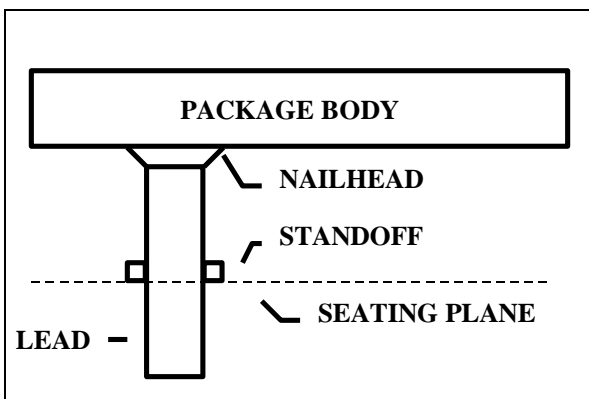 PACKAGE BODY
NAILHEAD
STANDOFF
SEATING PLANE
LEAD